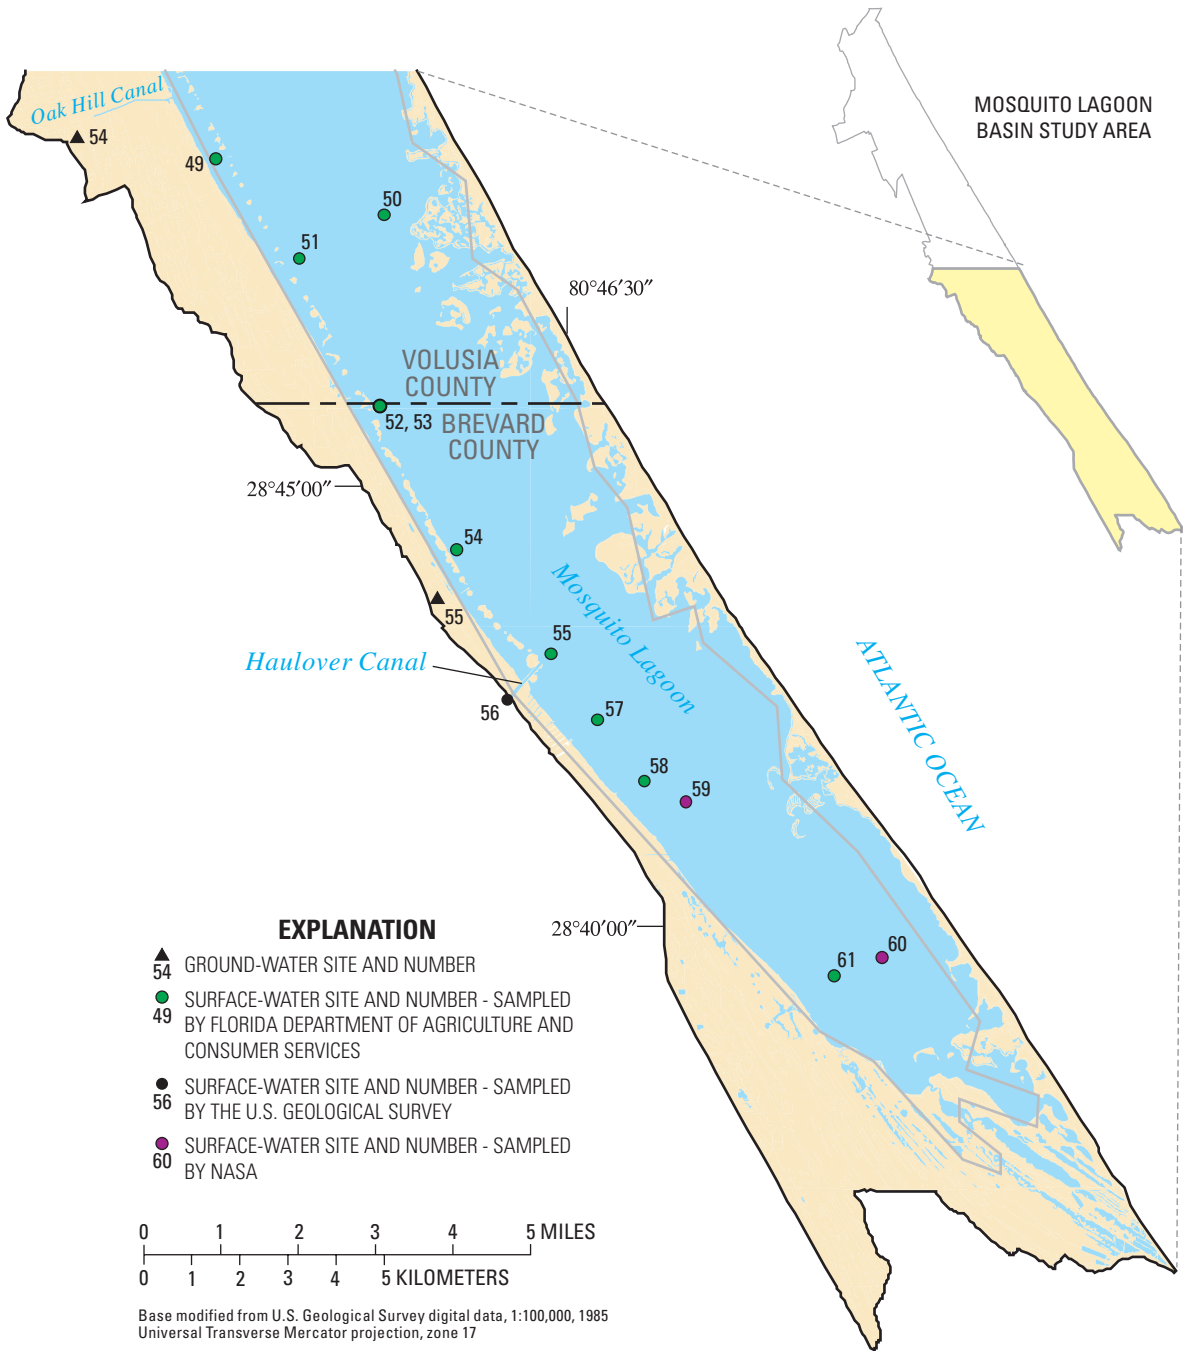 MOSQUITO LAGOON
BASIN STUDY AREA
Oak Hill Canal
54
49
50
51
80°46′30″
VOLUSIA
COUNTY
52, 53
BREVARD
COUNTY
28°45′00″
54
55
Mosquito Lagoon
55
Haulover Canal
56
57
58
59
ATLANTIC OCEAN
28°40′00″
60
61
EXPLANATION
54 GROUND-WATER SITE AND NUMBER
49 SURFACE-WATER SITE AND NUMBER - SAMPLED
BY FLORIDA DEPARTMENT OF AGRICULTURE AND
CONSUMER SERVICES
56 SURFACE-WATER SITE AND NUMBER - SAMPLED
BY THE U.S. GEOLOGICAL SURVEY
60 SURFACE-WATER SITE AND NUMBER - SAMPLED
BY NASA
0 1 2 3 4 5 MILES
0 1 2 3 4 5 KILOMETERS
Base modified from U.S. Geological Survey digital data, 1:100,000, 1985
Universal Transverse Mercator projection, zone 17